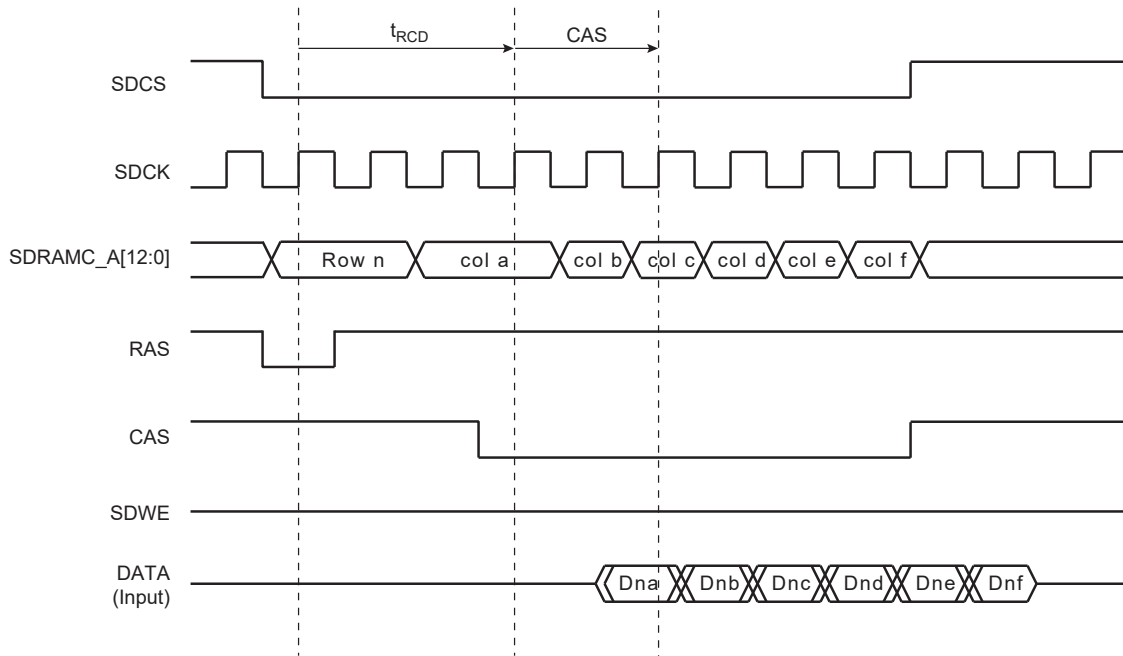 tRCD CAS
SDCS
SDCK
SDRAMC_A[12:0] Row n col a col b col c col d col e col f
RAS
CAS
SDWE
DATA
(Input) Dna Dnb Dnc Dnd Dne Dnf